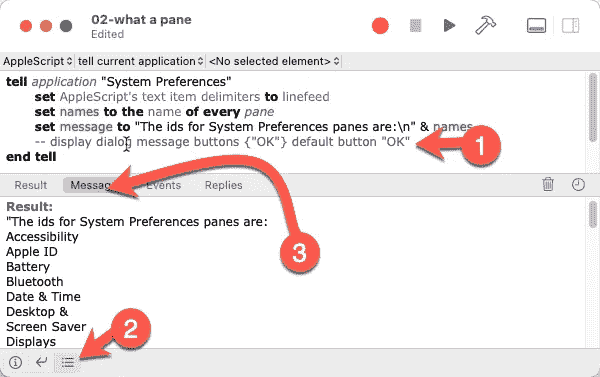 02-what a pane
Edited
AppleScript tell current application <No selected element>
tell application "System Preferences"
set AppleScript's text item delimiters to linefeed
set names to the name of every pane
set message to "The ids for System Preferences panes are:\n" & names
-- display dialog message buttons {"OK"} default button "OK"
end tell
1
Result Messages Events Replies
Result:
"The ids for System Preferences panes are:
Accessibility
Apple ID
Battery
Bluetooth
Date & Time
Desktop &
Screen Saver
Displays
3
2